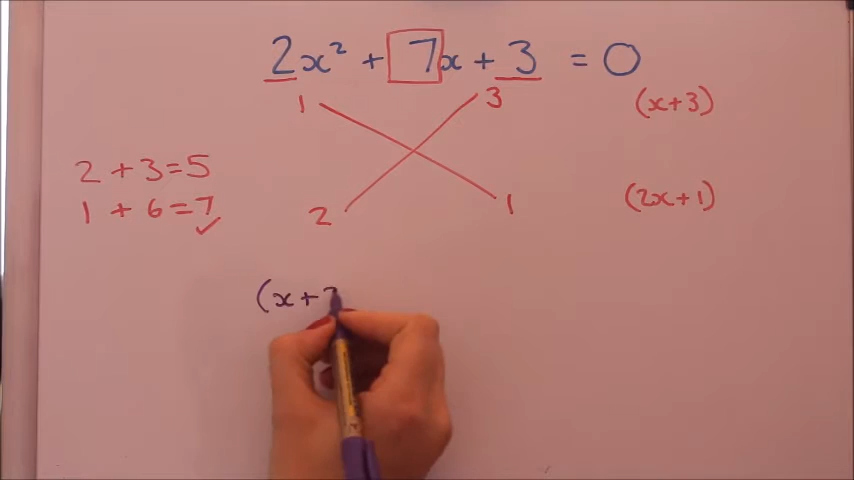 2x² + 7x + 3 = 0
1 3 (x+3)
2 + 3 = 5
1 + 6 = 7 ✓
2 1 (2x+1)
(x+